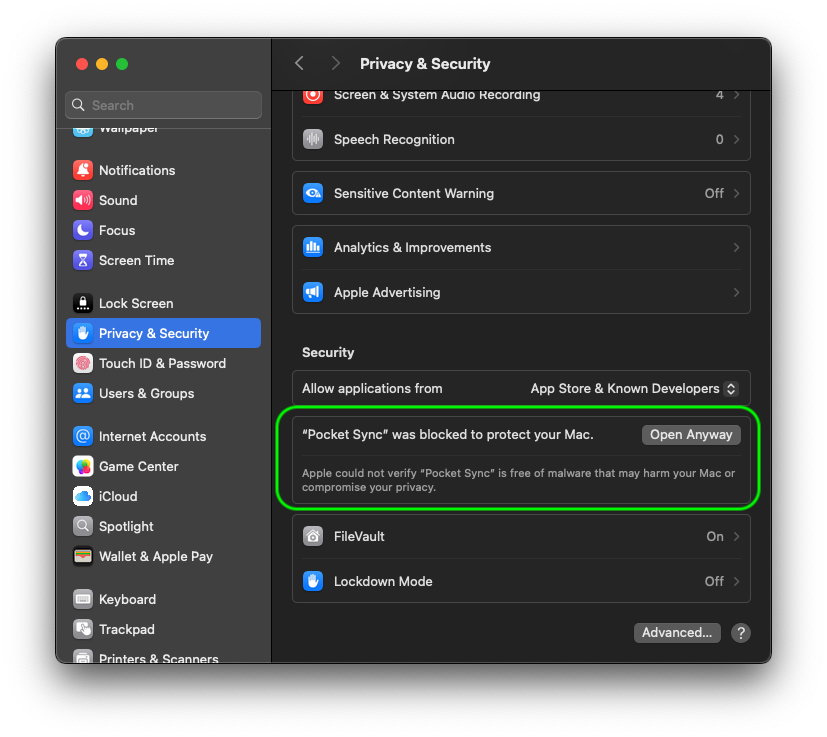 Privacy & Security
Search
Wallpaper
Notifications
Sound
Focus
Screen Time
Lock Screen
Privacy & Security
Touch ID & Password
Users & Groups
Internet Accounts
Game Center
iCloud
Spotlight
Wallet & Apple Pay
Keyboard
Trackpad
Printers & Scanners
Screen & System Audio Recording 4
Speech Recognition 0
Sensitive Content Warning Off
Analytics & Improvements
Apple Advertising
Security
Allow applications from App Store & Known Developers
“Pocket Sync” was blocked to protect your Mac. Open Anyway
Apple could not verify “Pocket Sync” is free of malware that may harm your Mac or
compromise your privacy.
FileVault On
Lockdown Mode Off
Advanced... ?